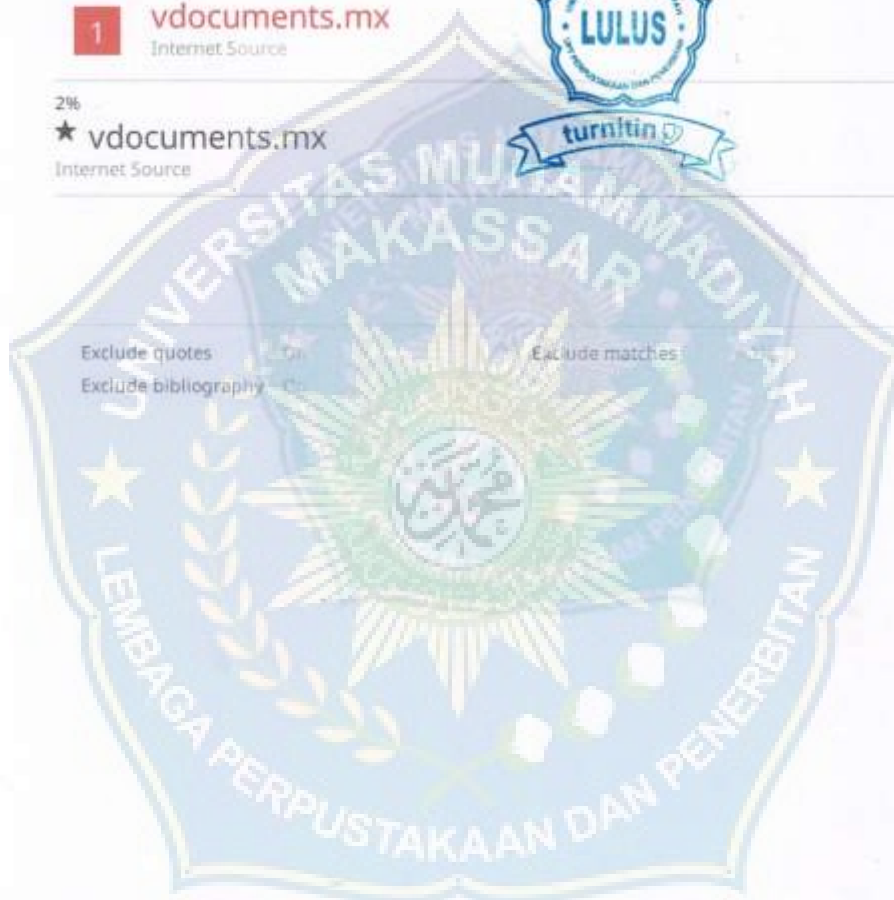 1 vdocuments.mx
Internet Source
LULUS
turnitin
2%
★ vdocuments.mx
Internet Source
UNIVERSITAS MUHAMMADIYAH
MAKASSAR
Exclude quotes
Exclude matches
Exclude bibliography
LEMBAGA PERPUSTAKAAN DAN PENERBITAN